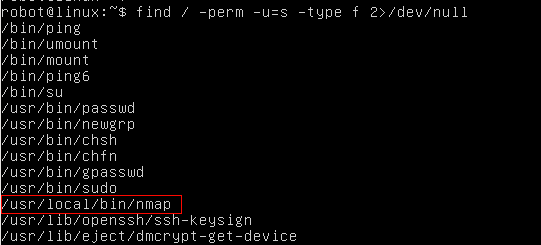 robot@linux:~$ find / -perm -u=s -type f 2>/dev/null
/bin/ping
/bin/umount
/bin/mount
/bin/ping6
/bin/su
/usr/bin/passwd
/usr/bin/newgrp
/usr/bin/chsh
/usr/bin/chfn
/usr/bin/gpasswd
/usr/bin/sudo
/usr/local/bin/nmap
/usr/lib/openssh/ssh-keysign
/usr/lib/eject/dmcrypt-get-device